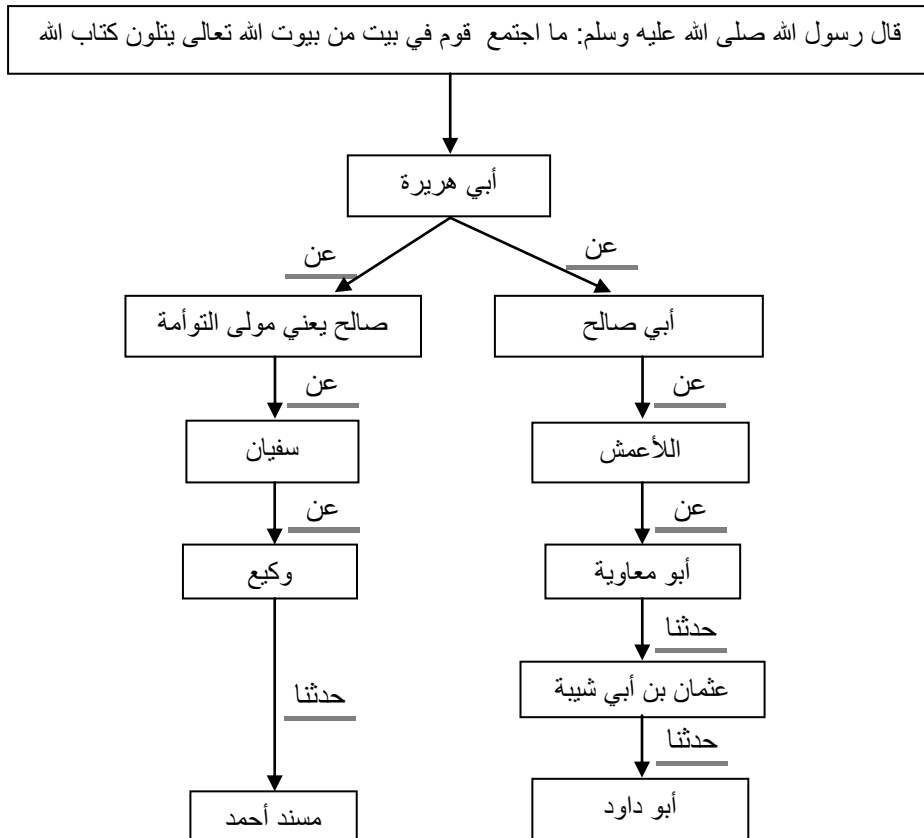 قال رسول الله صلى الله عليه وسلم: ما اجتمع قوم في بيت من بيوت الله تعالى يتلون كتاب الله
أبي هريرة
عن
عن
أبي صالح
صالح يعني مولى التوأمة
عن
عن
اللأعمش
سفيان
عن
عن
أبو معاوية
وكيع
حدثنا
عثمان بن أبي شيبة
حدثنا
حدثنا
أبو داود
مسند أحمد